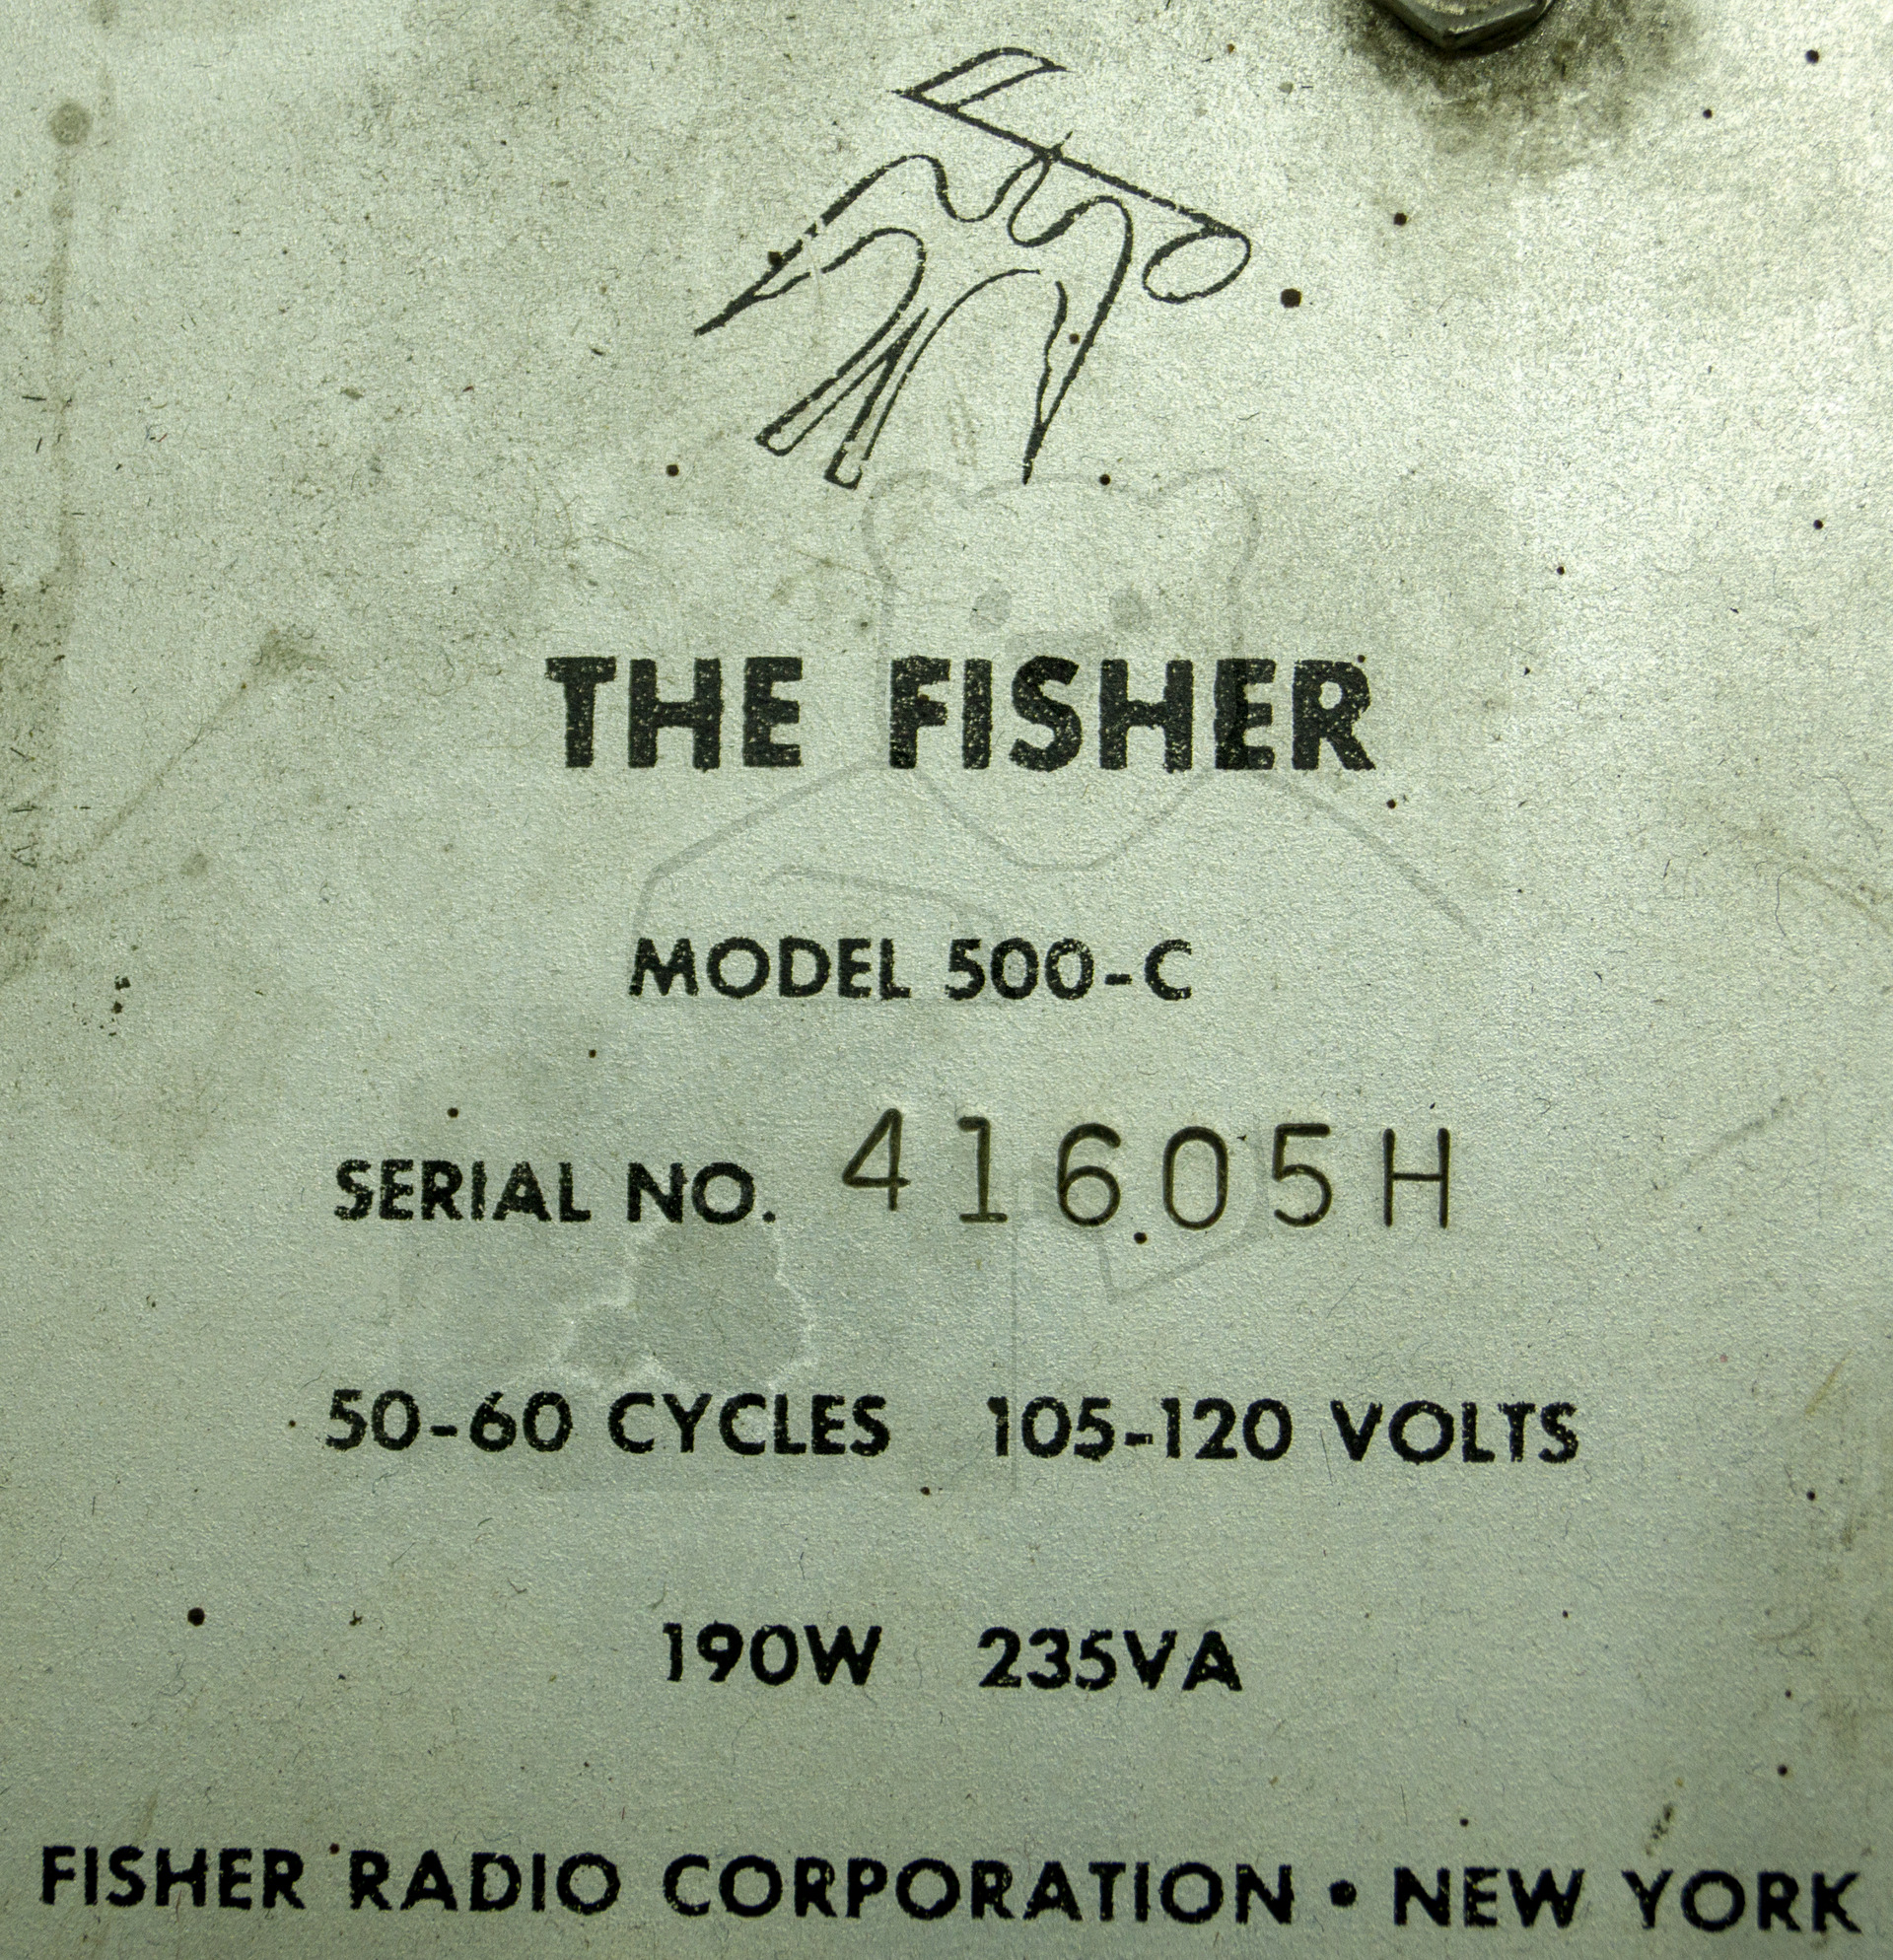 THE FISHER
MODEL 500-C
SERIAL NO. 41605H
50-60 CYCLES 105-120 VOLTS
190W 235VA
FISHER RADIO CORPORATION • NEW YORK